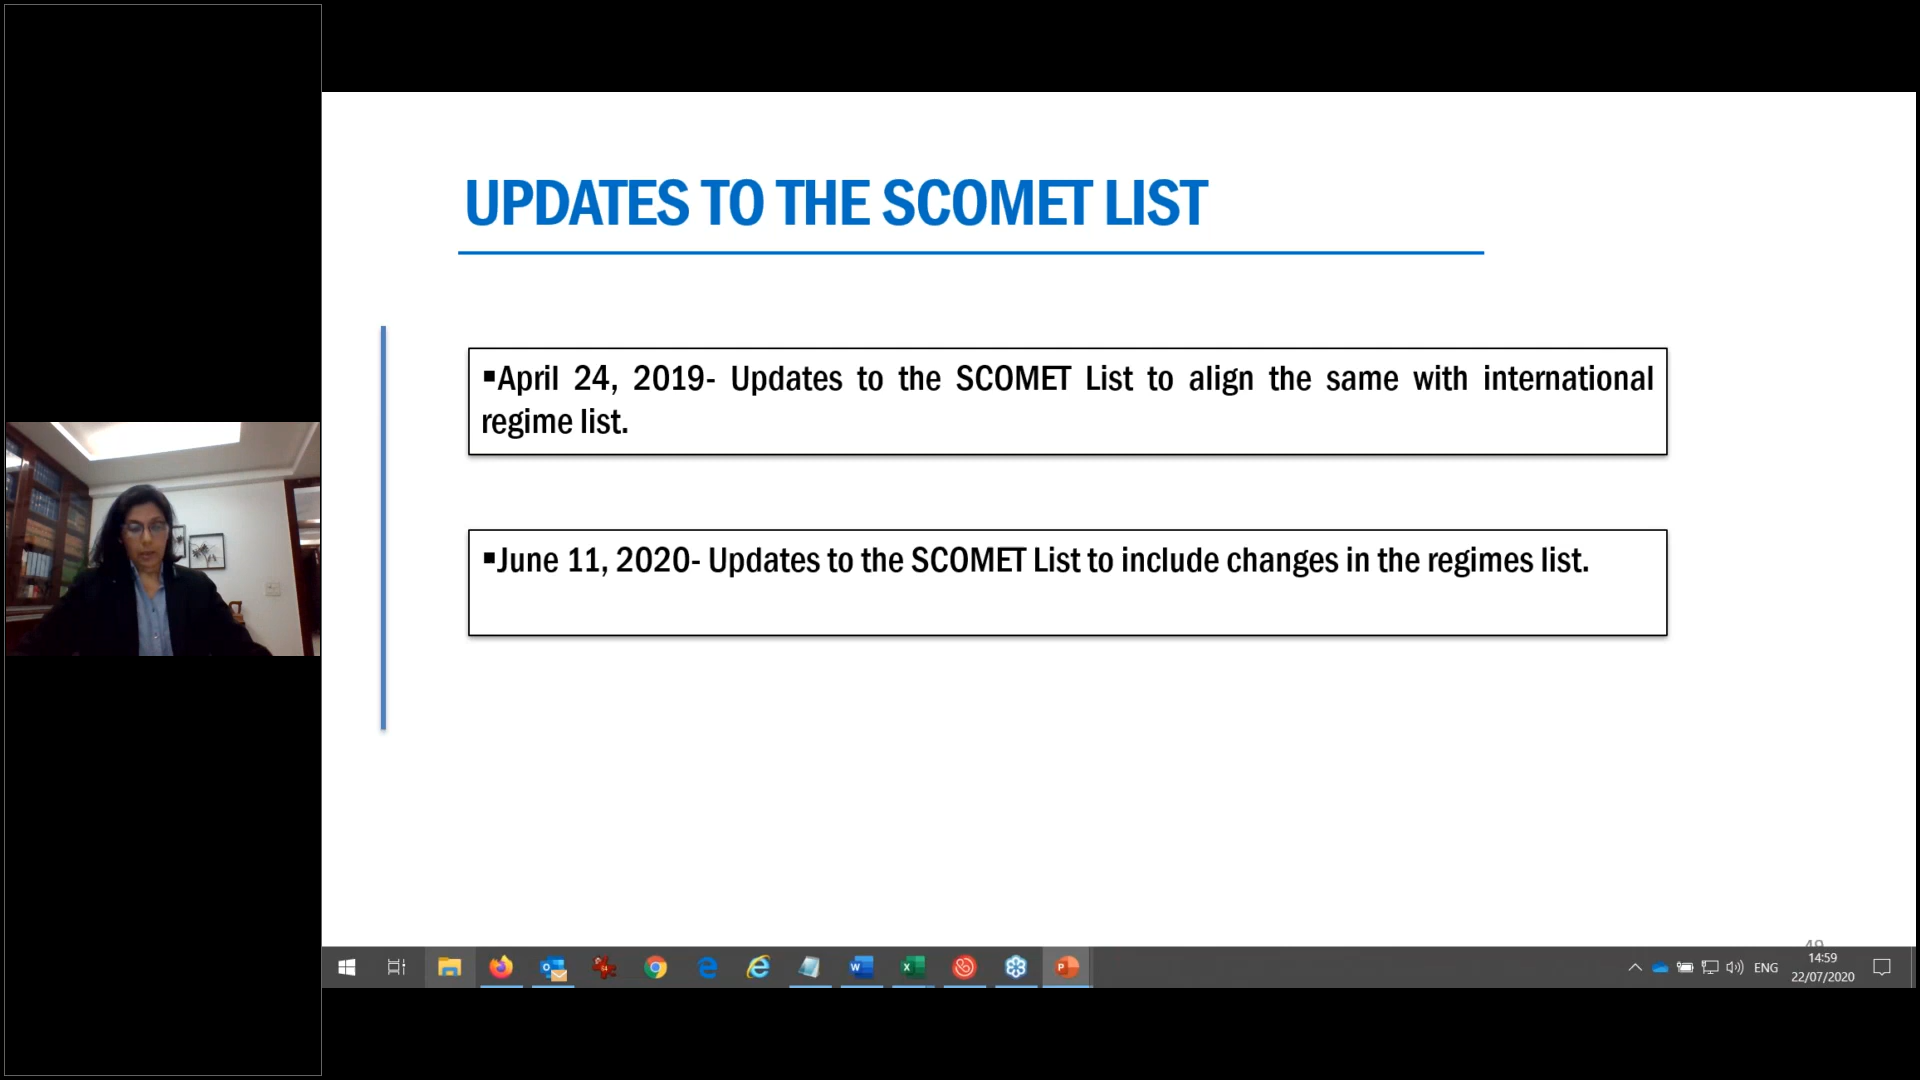 UPDATES TO THE SCOMET LIST
▪April 24, 2019- Updates to the SCOMET List to align the same with international
regime list.
▪June 11, 2020- Updates to the SCOMET List to include changes in the regimes list.
49
14:59
ENG
22/07/2020